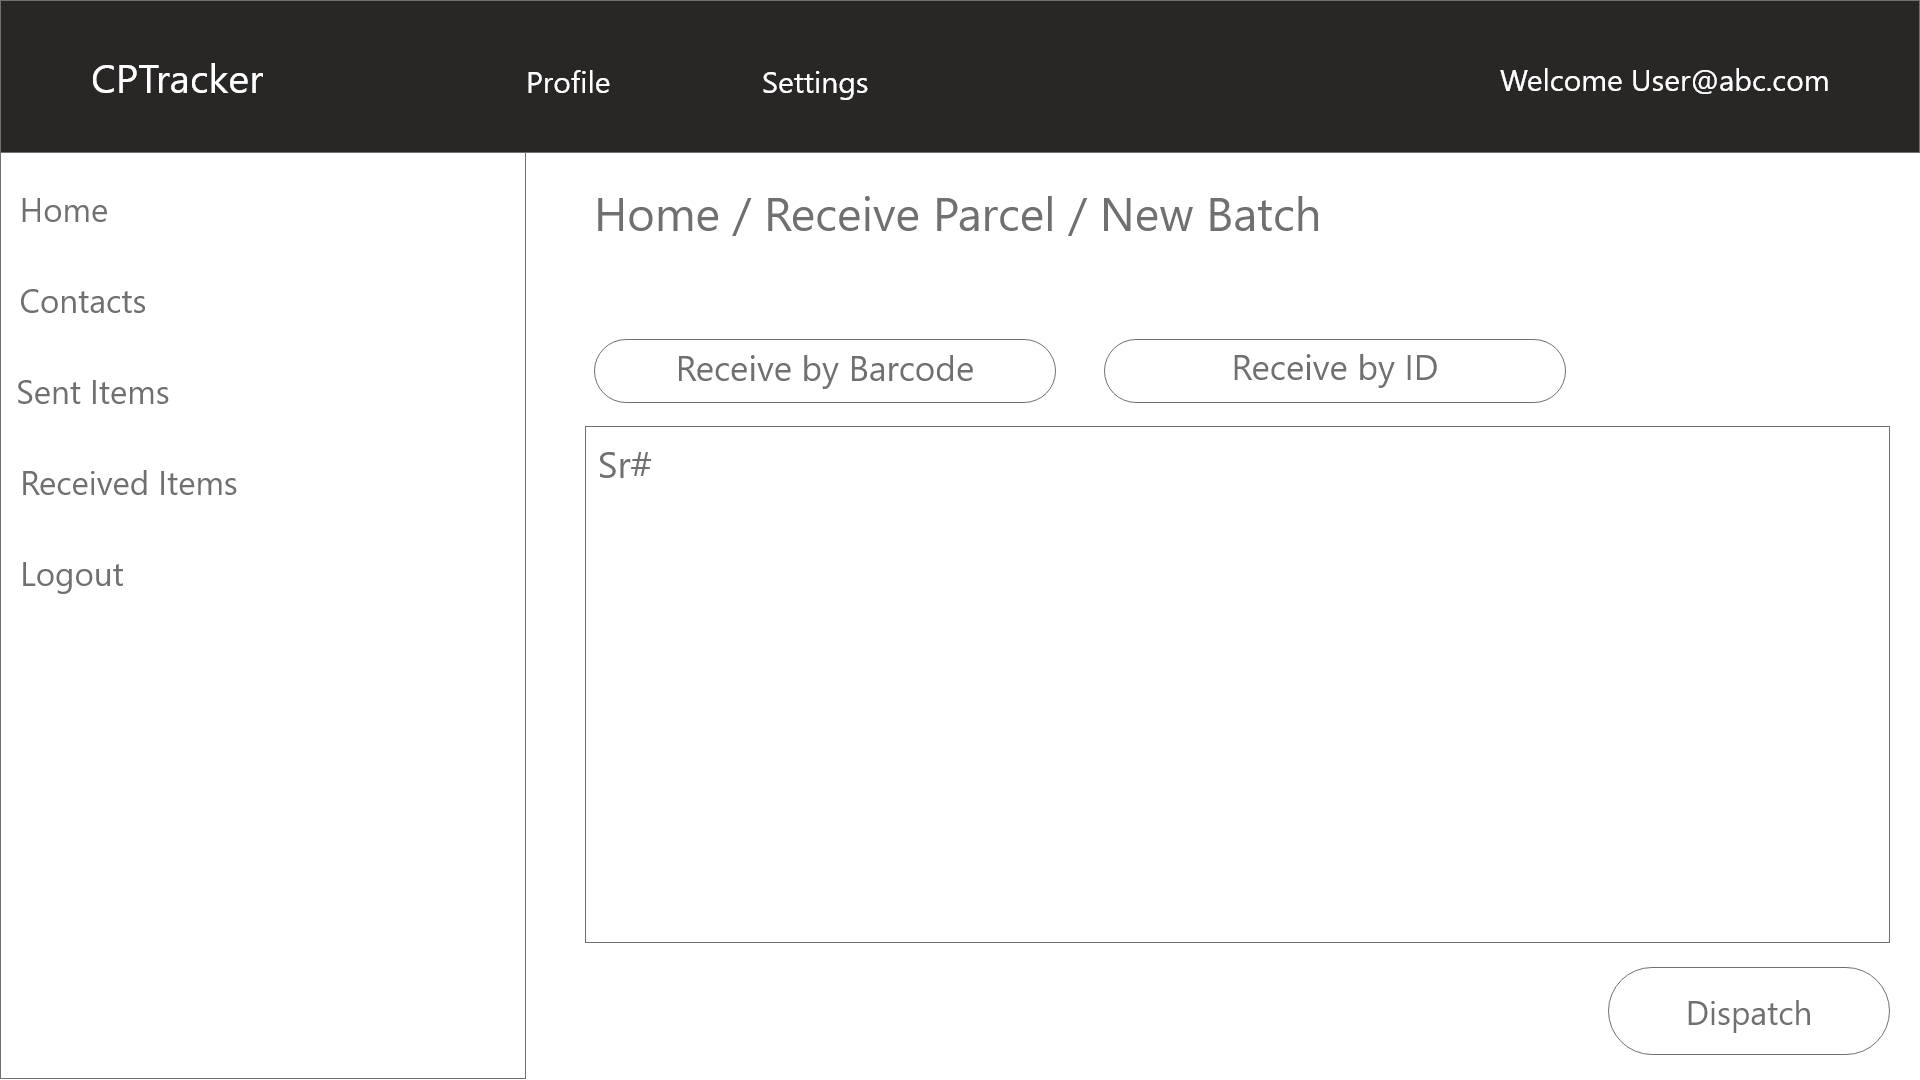 CPTracker Profile Settings Welcome User@abc.com
Home
Contacts
Sent Items
Received Items
Logout
Home / Receive Parcel / New Batch
Receive by Barcode Receive by ID
Sr#
Dispatch